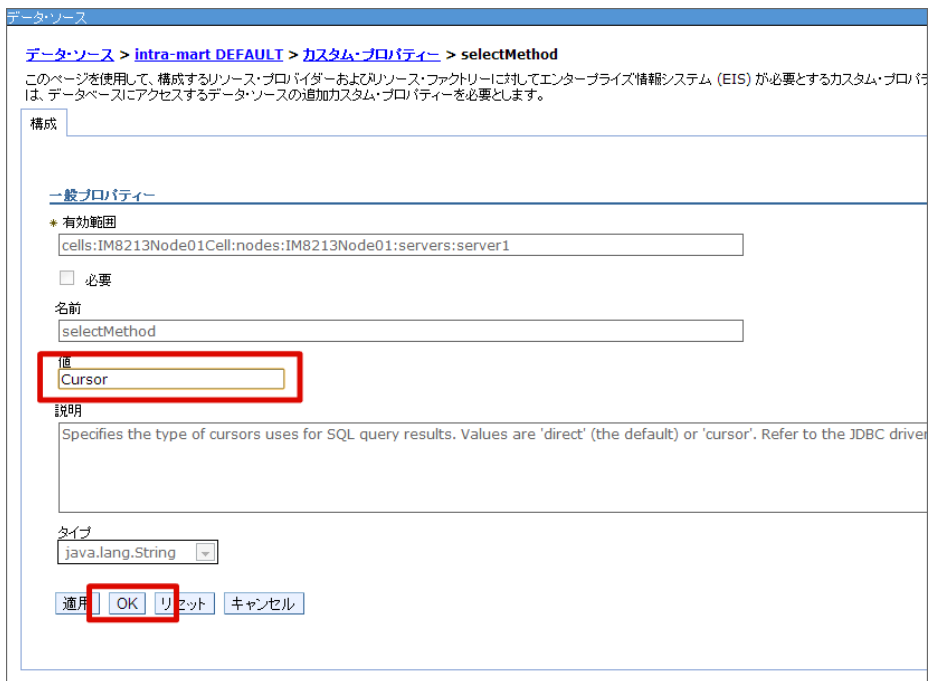 データ・ソース
データ・ソース > intra-mart DEFAULT > カスタム・プロパティー > selectMethod
このページを使用して、構成するリソース・プロバイダーおよびリソース・ファクトリーに対してエンタープライズ情報システム (EIS) が必要とするカスタム・プロパテ
は、データベースにアクセスするデータ・ソースの追加カスタム・プロパティーを必要とします。
構成
一般プロパティー
* 有効範囲
cells:IM8213Node01Cell:nodes:IM8213Node01:servers:server1
必要
名前
selectMethod
値
Cursor
説明
Specifies the type of cursors uses for SQL query results. Values are 'direct' (the default) or 'cursor'. Refer to the JDBC driver
タイプ
java.lang.String
適用 OK リセット キャンセル